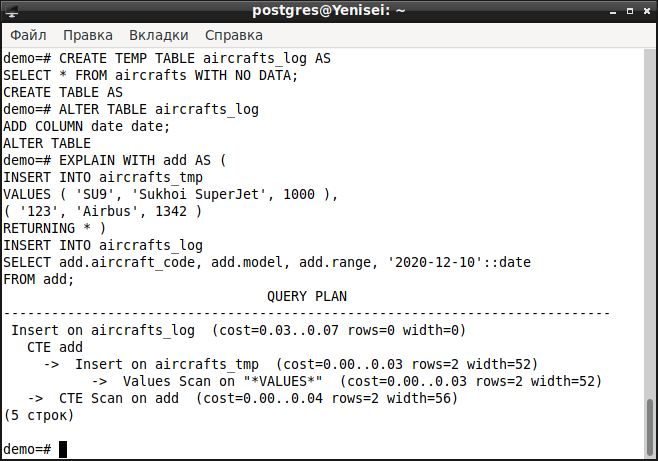 postgres@Yenisei: ~
Файл Правка Вкладки Справка
demo=# CREATE TEMP TABLE aircrafts_log AS
SELECT * FROM aircrafts WITH NO DATA;
CREATE TABLE AS
demo=# ALTER TABLE aircrafts_log
ADD COLUMN date date;
ALTER TABLE
demo=# EXPLAIN WITH add AS (
INSERT INTO aircrafts_tmp
VALUES ( 'SU9', 'Sukhoi SuperJet', 1000 ),
( '123', 'Airbus', 1342 )
RETURNING * )
INSERT INTO aircrafts_log
SELECT add.aircraft_code, add.model, add.range, '2020-12-10'::date
FROM add;
                                 QUERY PLAN
----------------------------------------------------------------------------
 Insert on aircrafts_log  (cost=0.03..0.07 rows=0 width=0)
   CTE add
     ->  Insert on aircrafts_tmp  (cost=0.00..0.03 rows=2 width=52)
           ->  Values Scan on "*VALUES*"  (cost=0.00..0.03 rows=2 width=52)
   ->  CTE Scan on add  (cost=0.00..0.04 rows=2 width=56)
(5 строк)
demo=#